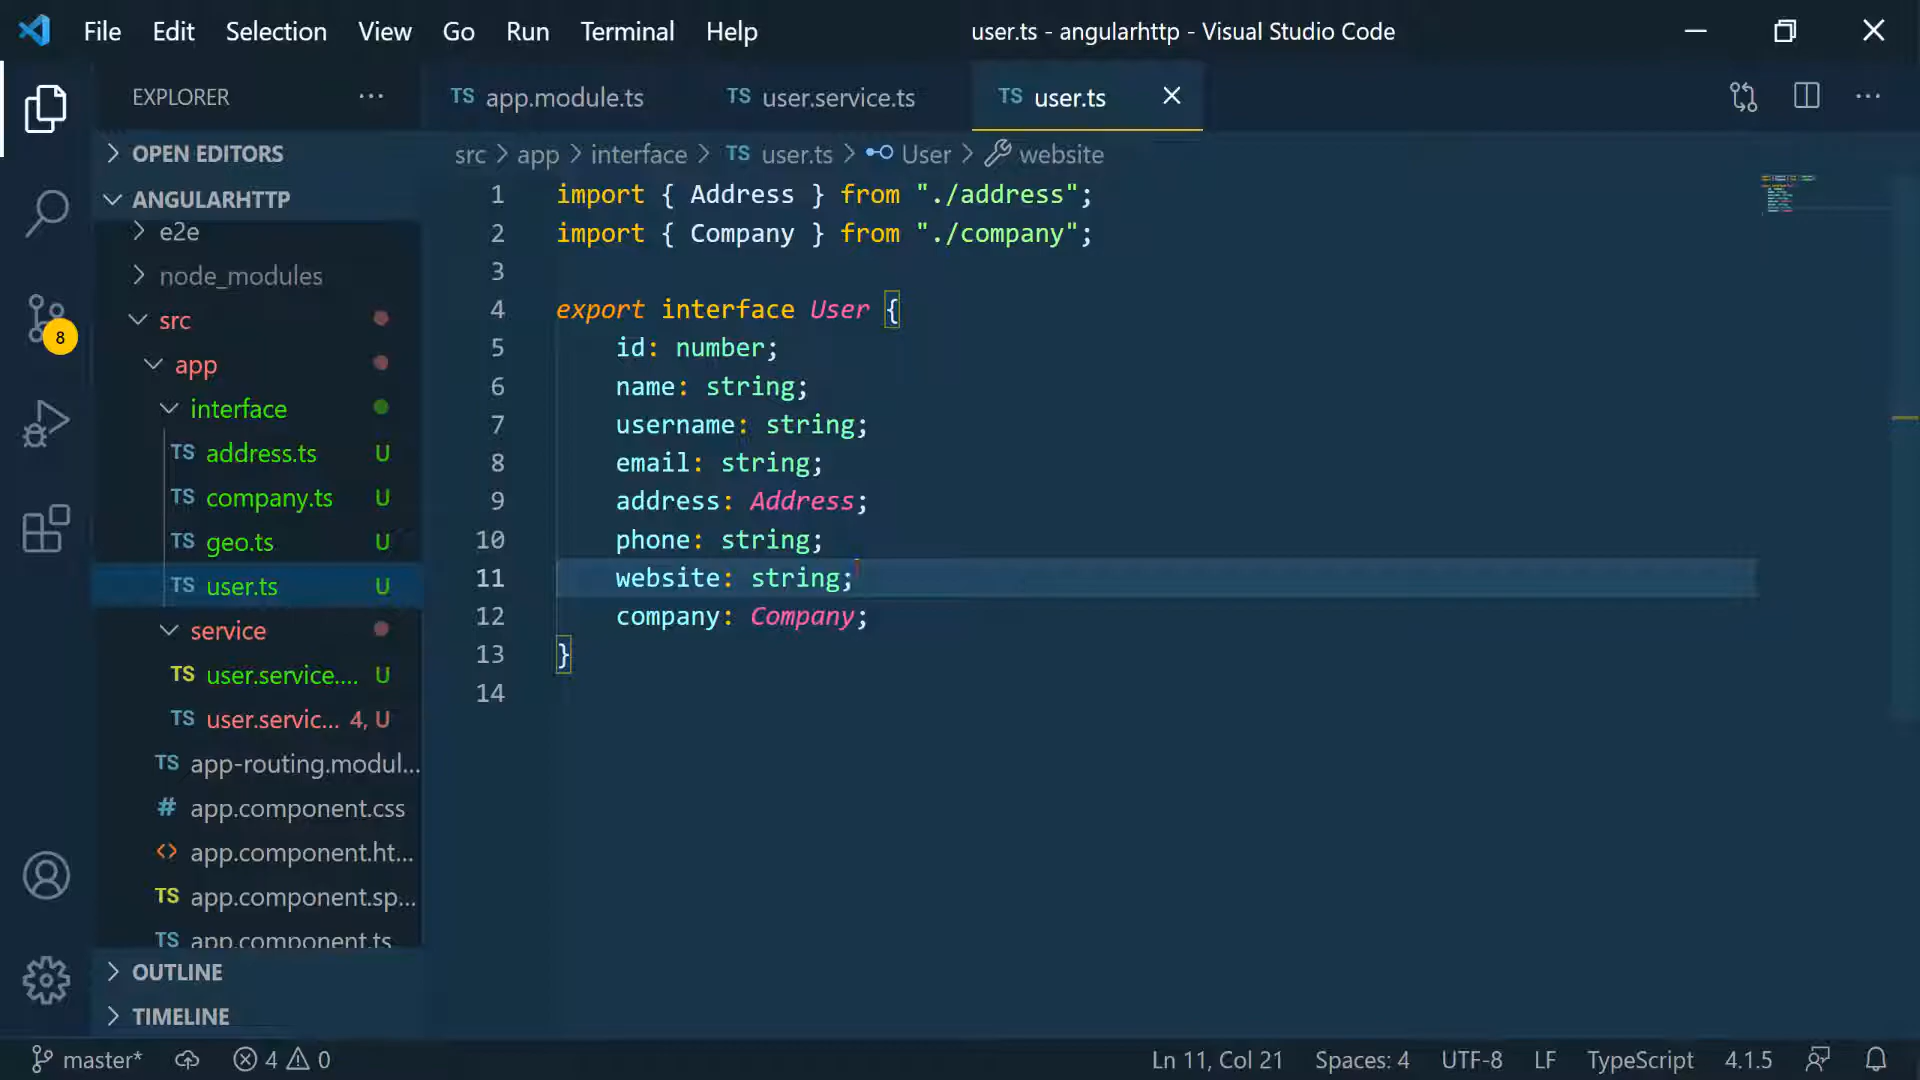 File Edit Selection View Go Run Terminal Help
user.ts - angularhttp - Visual Studio Code
EXPLORER
OPEN EDITORS
ANGULARHTTP
e2e
node_modules
src
app
interface
TS address.ts U
TS company.ts U
TS geo.ts U
TS user.ts U
service
TS user.service.... U
TS user.servic... 4, U
TS app-routing.modul...
# app.component.css
<> app.component.ht...
TS app.component.sp...
TS app.component.ts
OUTLINE
TIMELINE
8
TS app.module.ts
TS user.service.ts
TS user.ts
src > app > interface > TS user.ts > User > website
1 import { Address } from "./address";
2 import { Company } from "./company";
3
4 export interface User {
5 id: number;
6 name: string;
7 username: string;
8 email: string;
9 address: Address;
10 phone: string;
11 website: string;
12 company: Company;
13 }
14
master* 4 0
Ln 11, Col 21 Spaces: 4 UTF-8 LF TypeScript 4.1.5